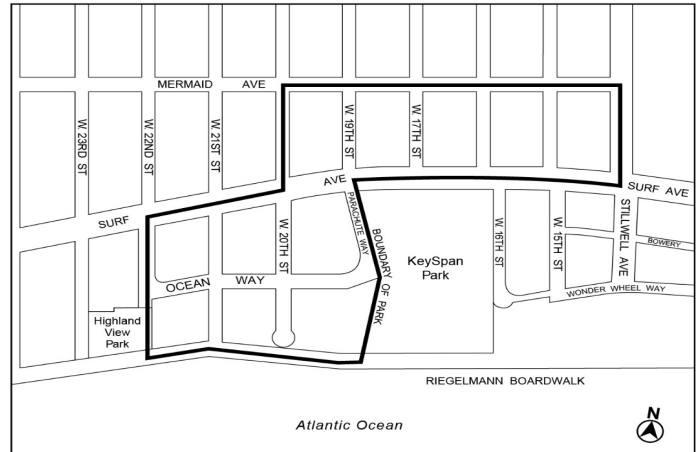 MERMAID AVE
W. 23RD ST
W. 22ND ST
W. 21ST ST
W. 19TH ST
W. 17TH ST
SURF AVE
SURF AVE
W. 20TH ST
PARACHUTE WAY
BOUNDARY OF PARK
KeySpan
Park
W. 16TH ST
W. 15TH ST
STILLWELL AVE
BOWERY
WONDER WHEEL WAY
OCEAN WAY
Highland
View
Park
RIEGELMANN BOARDWALK
Atlantic Ocean
N